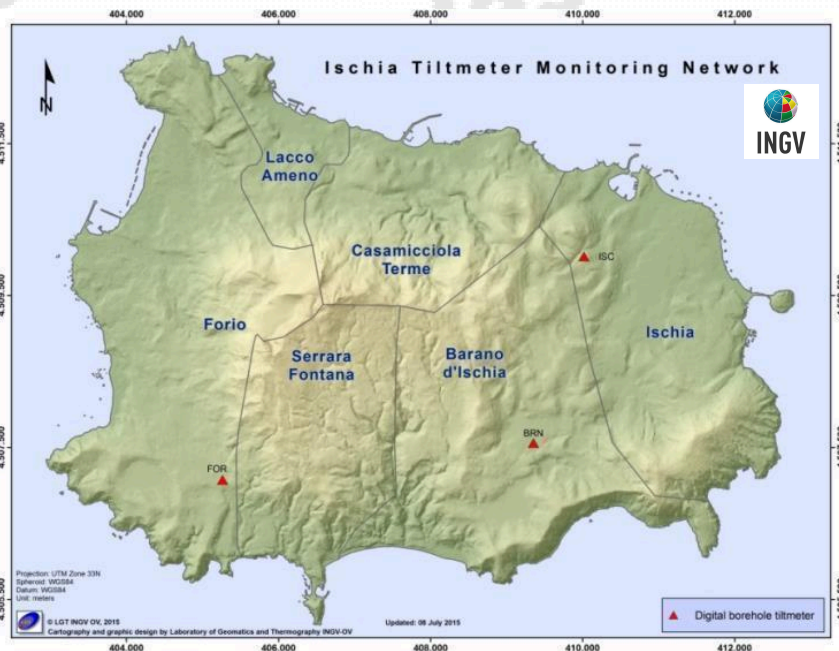 404.000 406.000 408.000 410.000 412.000
Ischia Tiltmeter Monitoring Network
N
INGV
Lacco
Ameno
Casamicciola
Terme
ISC
Forio
Ischia
Serrara
Fontana
Barano
d'Ischia
BRN
FOR
Projection: UTM Zone 33N
Spheroid: WGS84
Datum: WGS84
Unit: meters
© LGT INGV OV, 2015
Cartography and graphic design by Laboratory of Geomatics and Thermography INGV-OV
Updated: 08 July 2015
Digital borehole tiltmeter
404.000 406.000 408.000 410.000 412.000